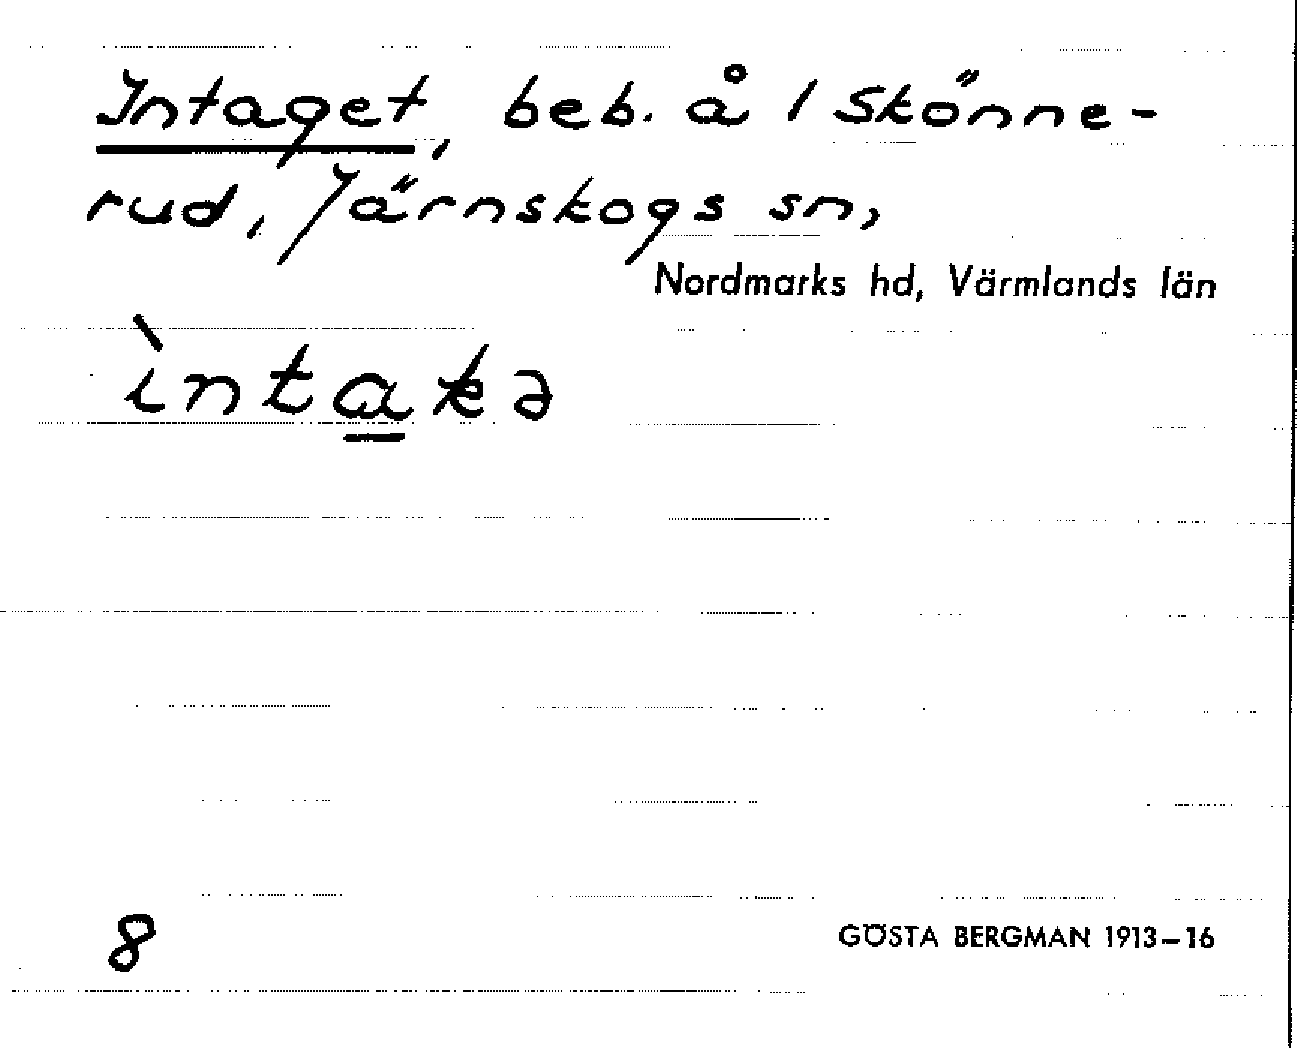 Intaget, beb. å 1 Skönne-
rud, Järnskogs sn,
Nordmarks hd, Värmlands län
ìntakə
8
GÖSTA BERGMAN 1913-16